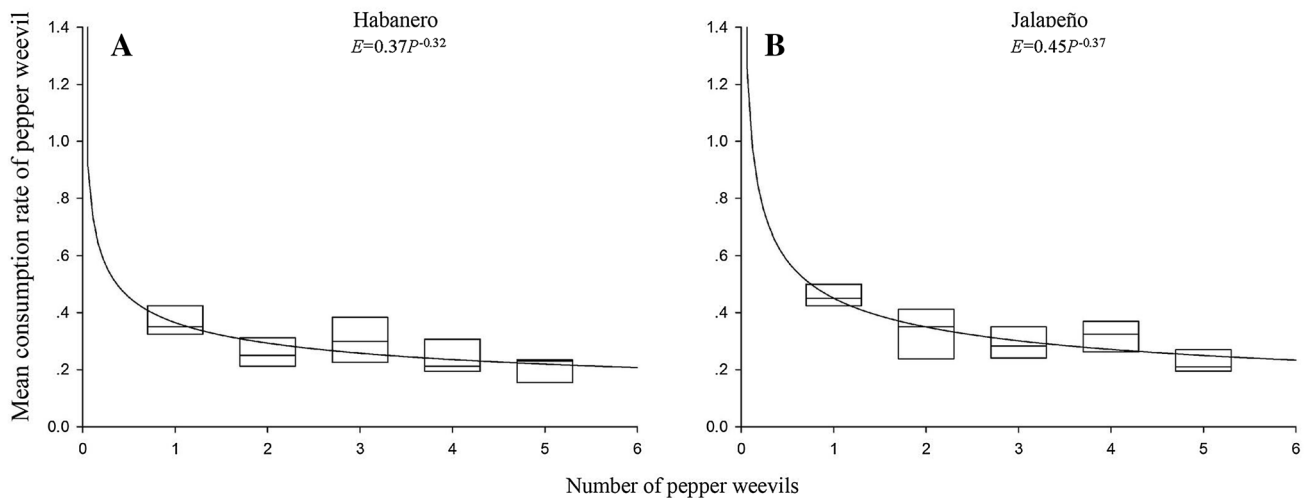 Mean consumption rate of pepper weevil
Habanero
E=0.37P-0.32
A
1.4
1.2
1.0
.8
.6
.4
.2
0.0
0 1 2 3 4 5 6
Jalapeño
E=0.45P-0.37
B
1.4
1.2
1.0
.8
.6
.4
.2
0.0
0 1 2 3 4 5 6
Number of pepper weevils